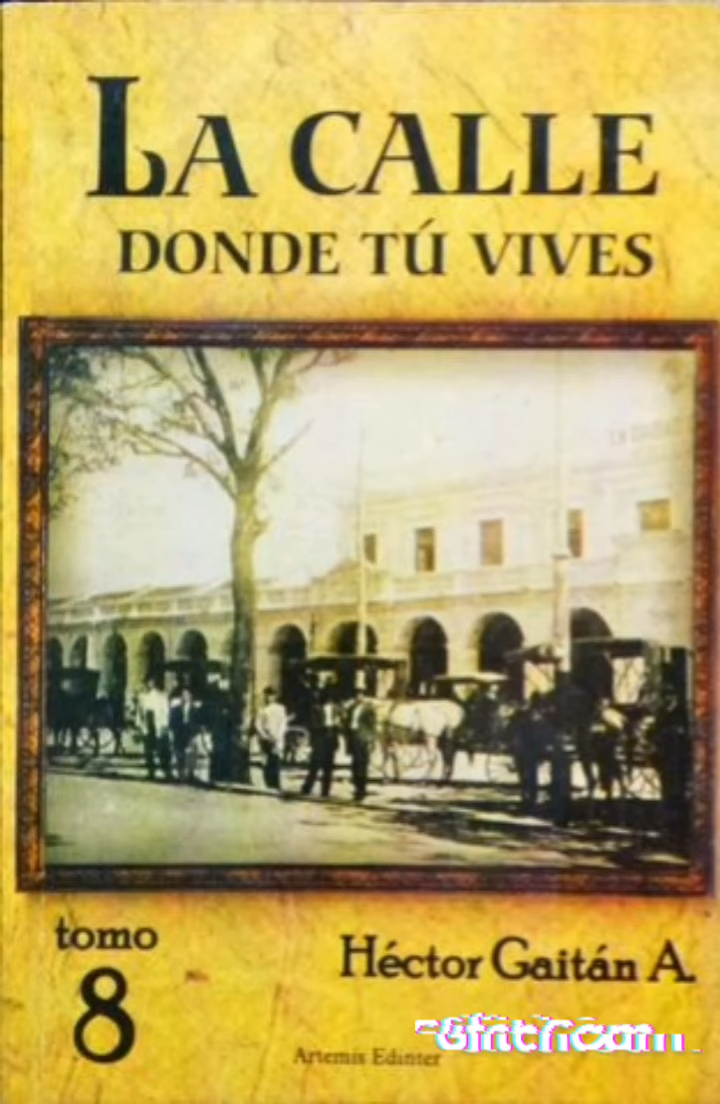 LA CALLE
DONDE TÚ VIVES
tomo
8
Héctor Gaitán A.
Artemis Edinter